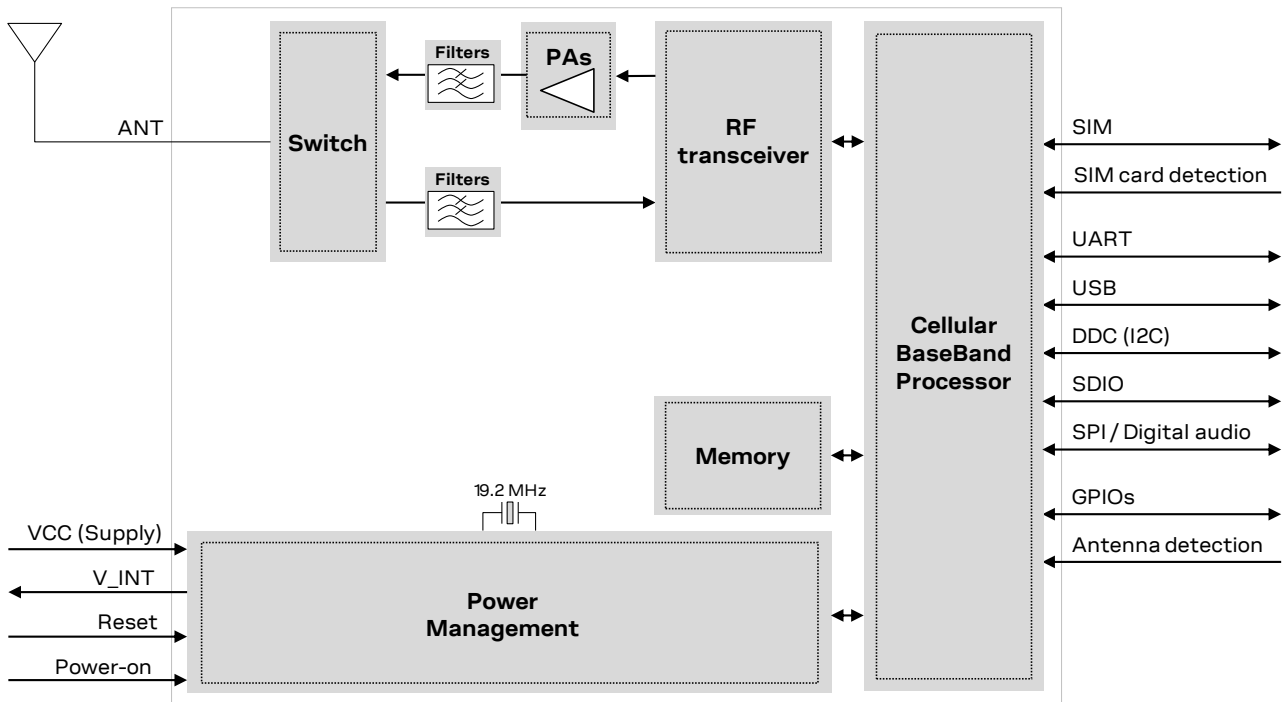 Filters
PAs
ANT
Switch
RF
transceiver
Filters
SIM
SIM card detection
UART
USB
DDC (I2C)
SDIO
SPI / Digital audio
GPIOs
Antenna detection
Cellular
BaseBand
Processor
Memory
19.2 MHz
VCC (Supply)
V_INT
Reset
Power-on
Power
Management